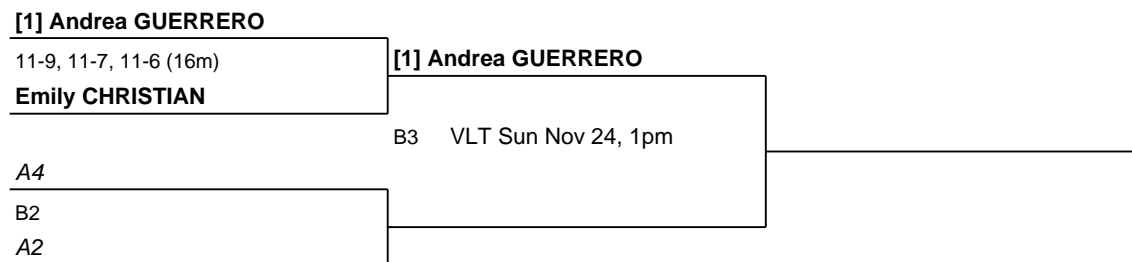 [1] Andrea GUERRERO
11-9, 11-7, 11-6 (16m)
[1] Andrea GUERRERO
Emily CHRISTIAN
B3 VLT Sun Nov 24, 1pm
A4
B2
A2